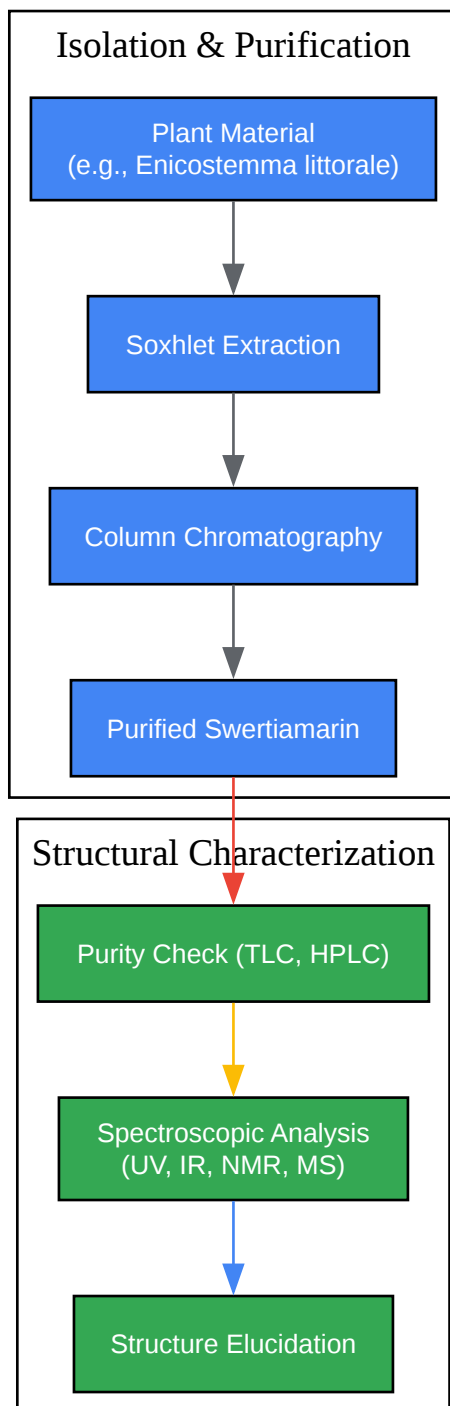 Isolation & Purification
Plant Material
(e.g., Enicostemma littorale)
Soxhlet Extraction
Column Chromatography
Purified Swertiamarin
Structural Characterization
Purity Check (TLC, HPLC)
Spectroscopic Analysis
(UV, IR, NMR, MS)
Structure Elucidation